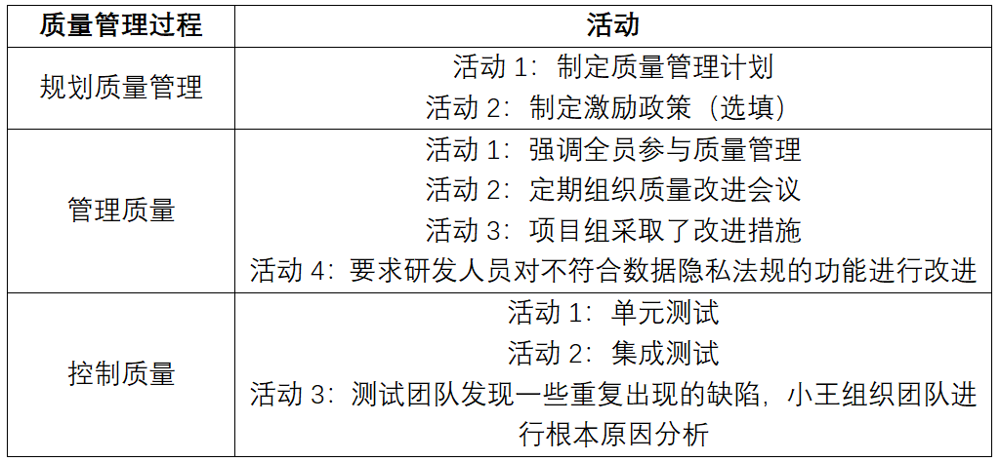 质量管理过程 活动
规划质量管理
活动 1：制定质量管理计划
活动 2：制定激励政策（选填）
管理质量
活动 1：强调全员参与质量管理
活动 2：定期组织质量改进会议
活动 3：项目组采取了改进措施
活动 4：要求研发人员对不符合数据隐私法规的功能进行改进
控制质量
活动 1：单元测试
活动 2：集成测试
活动 3：测试团队发现一些重复出现的缺陷，小王组织团队进
行根本原因分析